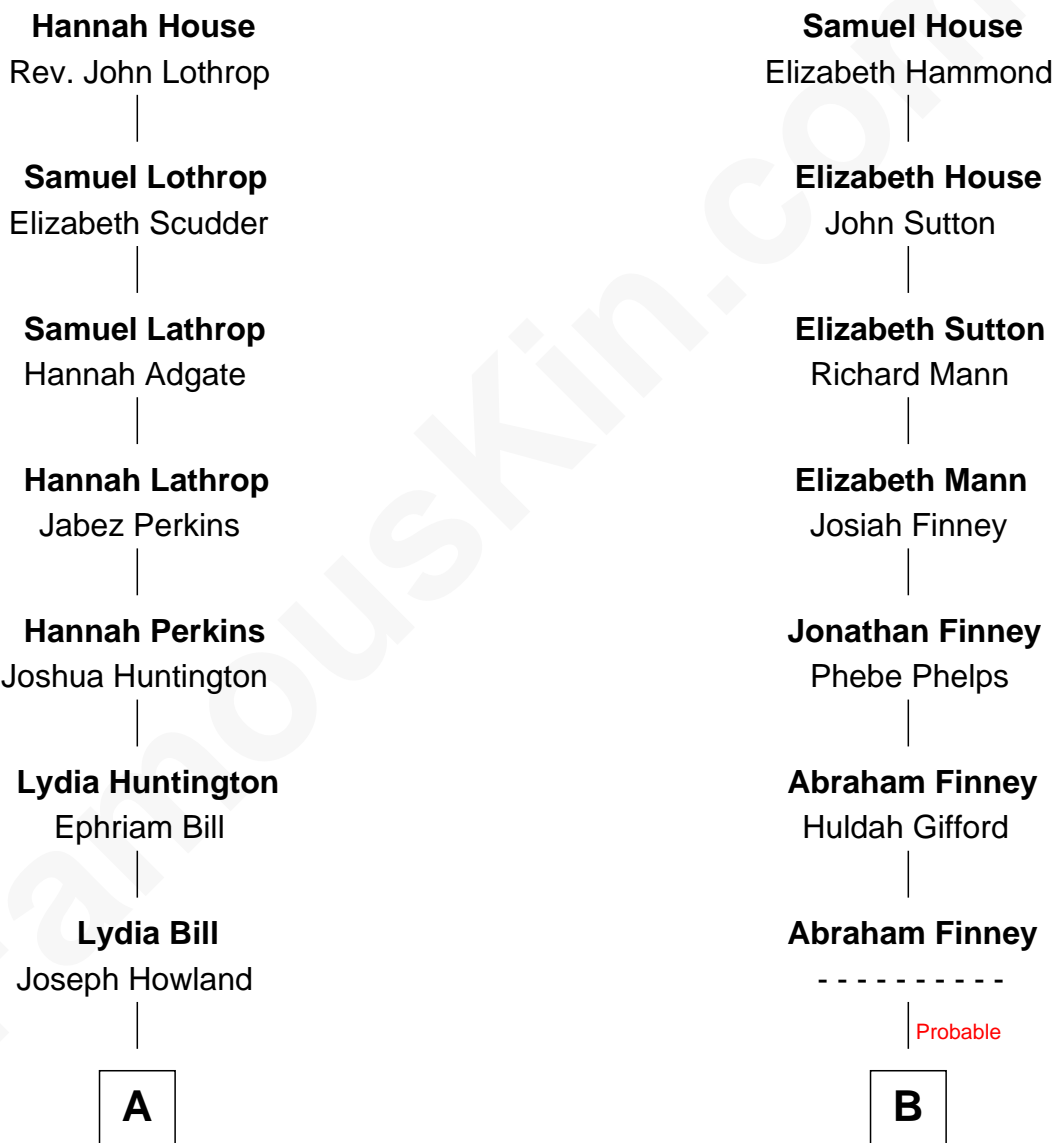 Hannah House
Rev. John Lothrop
Samuel Lothrop
Elizabeth Scudder
Samuel Lathrop
Hannah Adgate
Hannah Lathrop
Jabez Perkins
Hannah Perkins
Joshua Huntington
Lydia Huntington
Ephriam Bill
Lydia Bill
Joseph Howland
A
Samuel House
Elizabeth Hammond
Elizabeth House
John Sutton
Elizabeth Sutton
Richard Mann
Elizabeth Mann
Josiah Finney
Jonathan Finney
Phebe Phelps
Abraham Finney
Huldah Gifford
Abraham Finney
- - - - - - - - - -
Probable
B
FamousKin.com